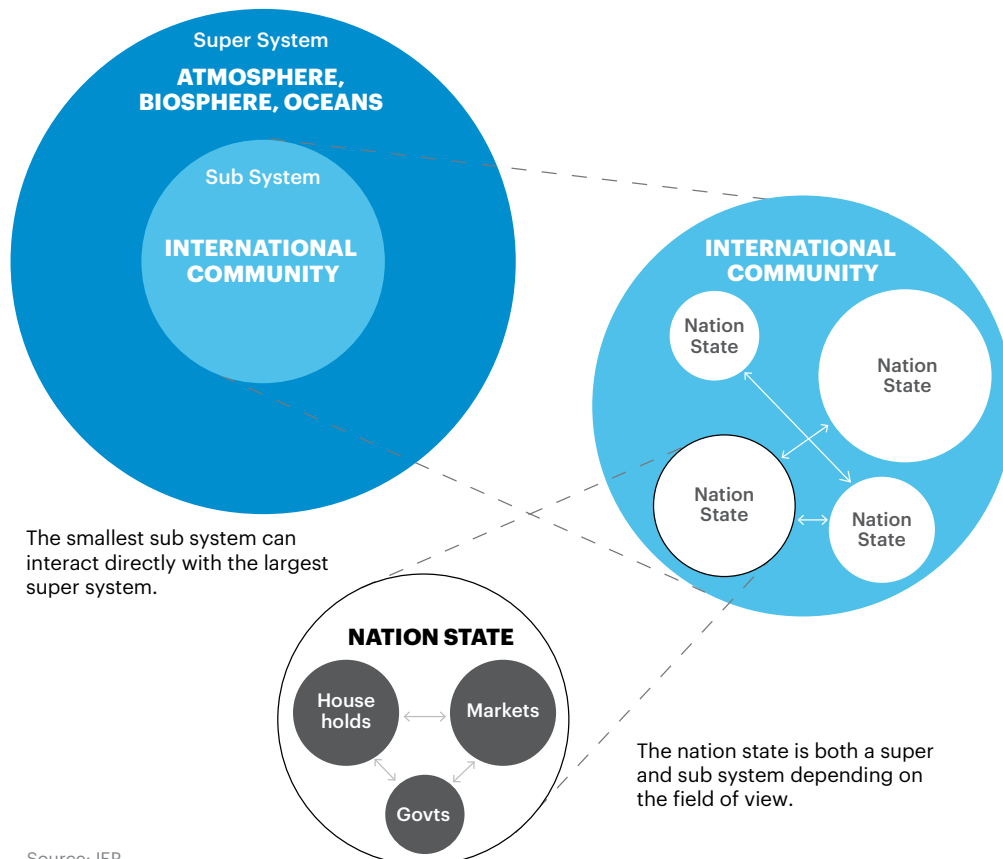 Super System
ATMOSPHERE,
BIOSPHERE, OCEANS
Sub System
INTERNATIONAL
COMMUNITY
INTERNATIONAL
COMMUNITY
Nation
State
Nation
State
Nation
State
Nation
State
The smallest sub system can
interact directly with the largest
super system.
NATION STATE
House
holds
Markets
Govts
The nation state is both a super
and sub system depending on
the field of view.
Source: IEP